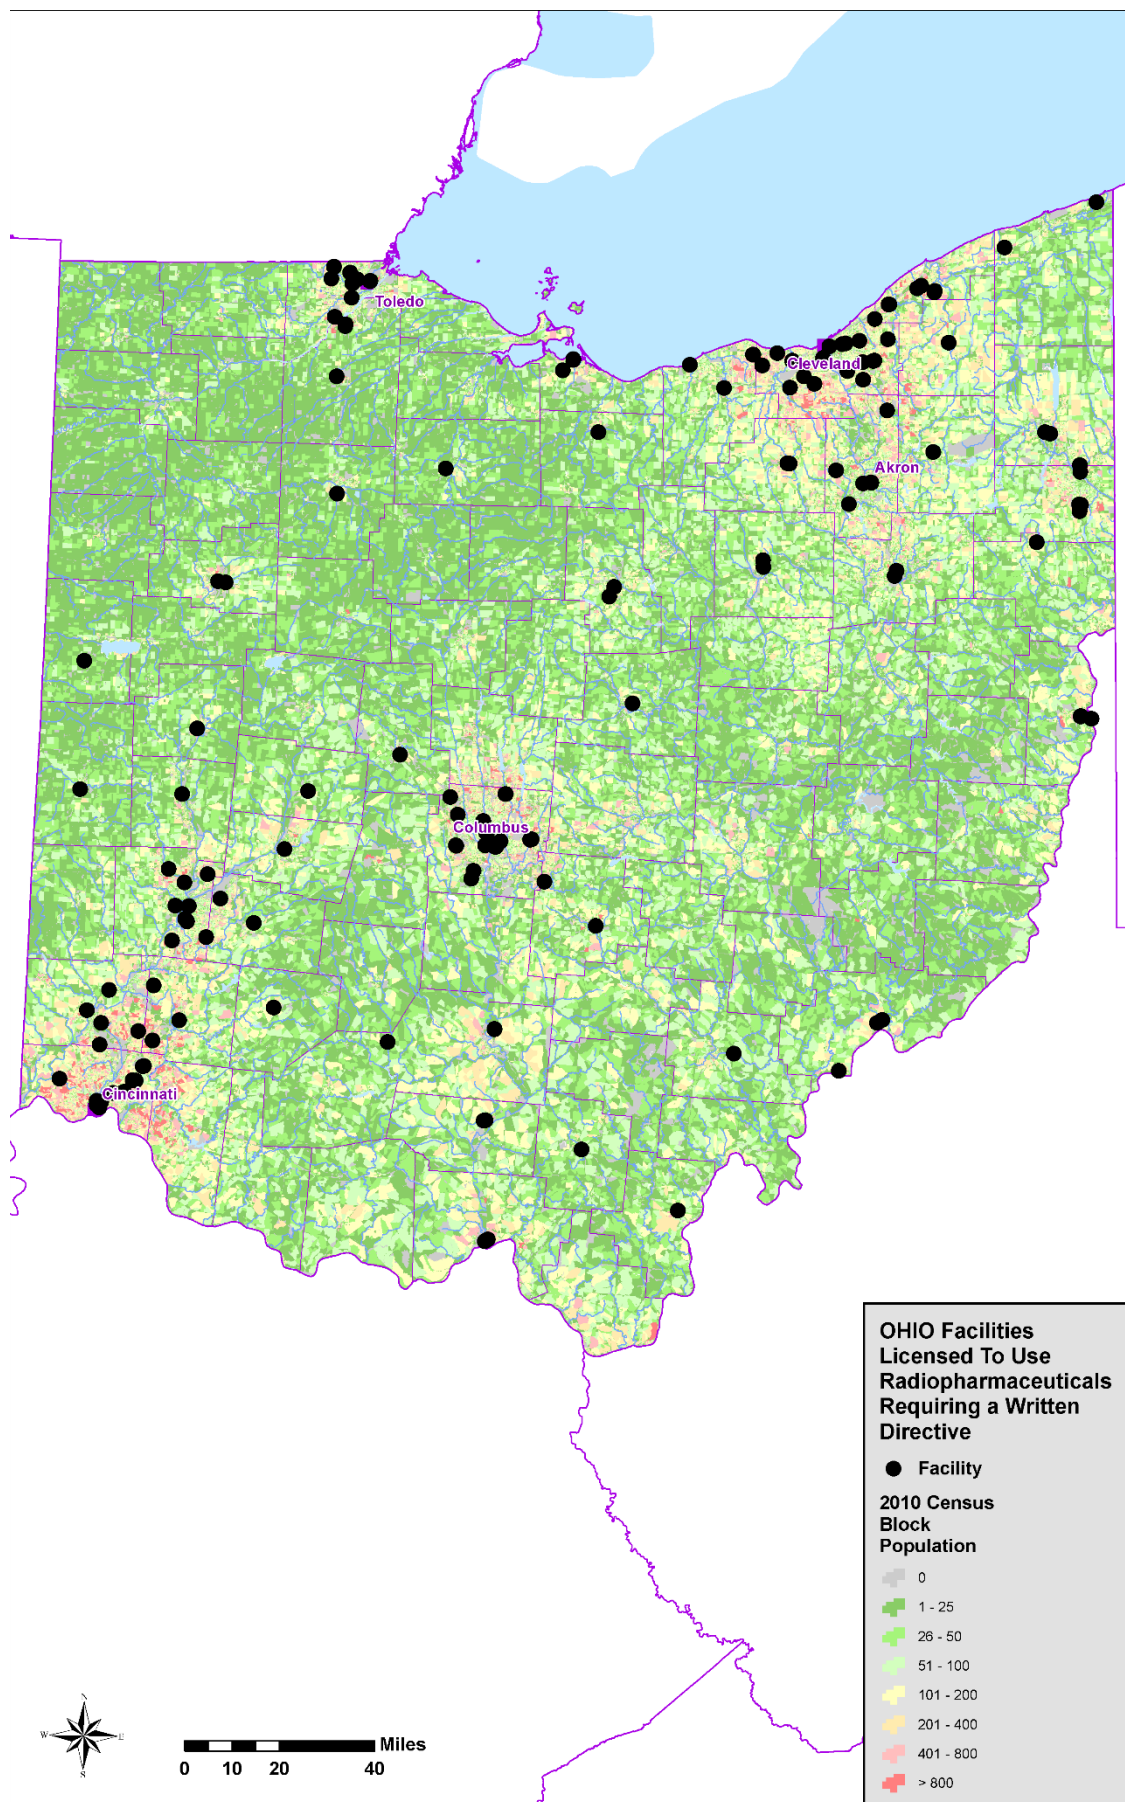 Toledo
Cleveland
Akron
Columbus
Cincinnati
OHIO Facilities
Licensed To Use
Radiopharmaceuticals
Requiring a Written
Directive
Facility
2010 Census
Block
Population
0
1 - 25
26 - 50
51 - 100
101 - 200
201 - 400
401 - 800
> 800
N
W E
S
Miles
0 10 20 40